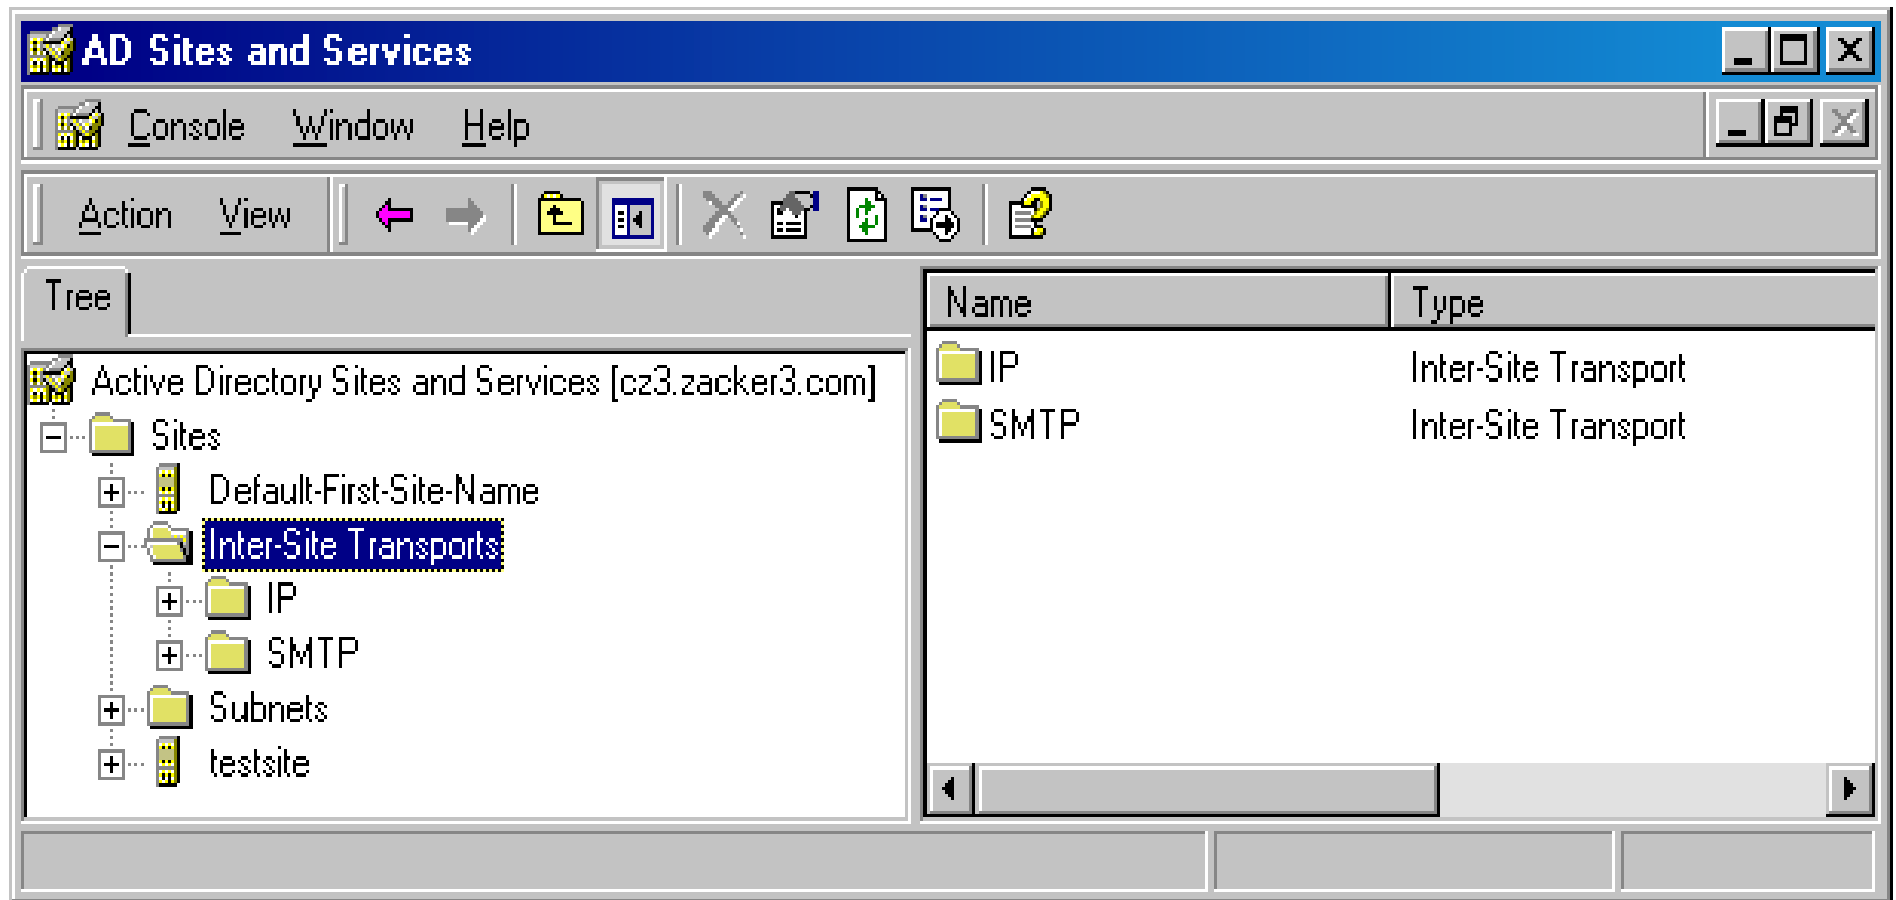 AD Sites and Services
Console Window Help
Action View
Tree
Active Directory Sites and Services [cz3.zacker3.com]
Sites
Default-First-Site-Name
Inter-Site Transports
IP
SMTP
Subnets
testsite
Name Type
IP Inter-Site Transport
SMTP Inter-Site Transport